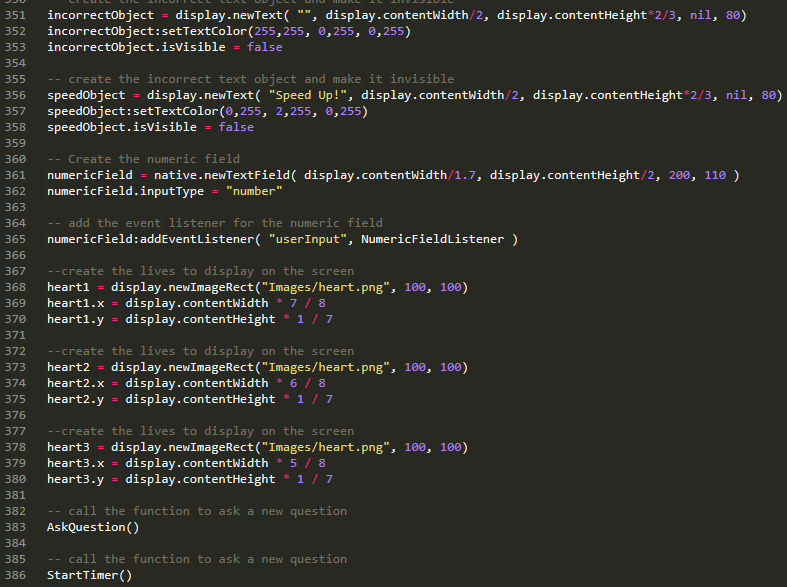 350 -- create the incorrect text object and make it invisible
351 incorrectObject = display.newText( "", display.contentWidth/2, display.contentHeight*2/3, nil, 80)
352 incorrectObject:setTextColor(255,255, 0,255, 0,255)
353 incorrectObject.isVisible = false
354
355 -- create the incorrect text object and make it invisible
356 speedObject = display.newText( "Speed Up!", display.contentWidth/2, display.contentHeight*2/3, nil, 80)
357 speedObject:setTextColor(0,255, 2,255, 0,255)
358 speedObject.isVisible = false
359
360 -- Create the numeric field
361 numericField = native.newTextField( display.contentWidth/1.7, display.contentHeight/2, 200, 110 )
362 numericField.inputType = "number"
363
364 -- add the event listener for the numeric field
365 numericField:addEventListener( "userInput", NumericFieldListener )
366
367 --create the lives to display on the screen
368 heart1 = display.newImageRect("Images/heart.png", 100, 100)
369 heart1.x = display.contentWidth * 7 / 8
370 heart1.y = display.contentHeight * 1 / 7
371
372 --create the lives to display on the screen
373 heart2 = display.newImageRect("Images/heart.png", 100, 100)
374 heart2.x = display.contentWidth * 6 / 8
375 heart2.y = display.contentHeight * 1 / 7
376
377 --create the lives to display on the screen
378 heart3 = display.newImageRect("Images/heart.png", 100, 100)
379 heart3.x = display.contentWidth * 5 / 8
380 heart3.y = display.contentHeight * 1 / 7
381
382 -- call the function to ask a new question
383 AskQuestion()
384
385 -- call the function to ask a new question
386 StartTimer()